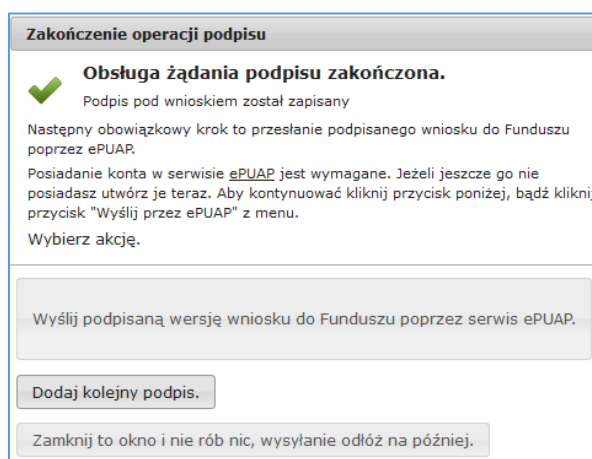 Zakończenie operacji podpisu
Obsługa żądania podpisu zakończona.
Podpis pod wnioskiem został zapisany
Następny obowiązkowy krok to przesłanie podpisanego wniosku do Funduszu
poprzez ePUAP.
Posiadanie konta w serwisie ePUAP jest wymagane. Jeżeli jeszcze go nie
posiadasz utwórz je teraz. Aby kontynuować kliknij przycisk poniżej, bądź kliknij
przycisk "Wyślij przez ePUAP" z menu.
Wybierz akcję.
Wyślij podpisaną wersję wniosku do Funduszu poprzez serwis ePUAP.
Dodaj kolejny podpis.
Zamknij to okno i nie rób nic, wysyłanie odłóż na później.